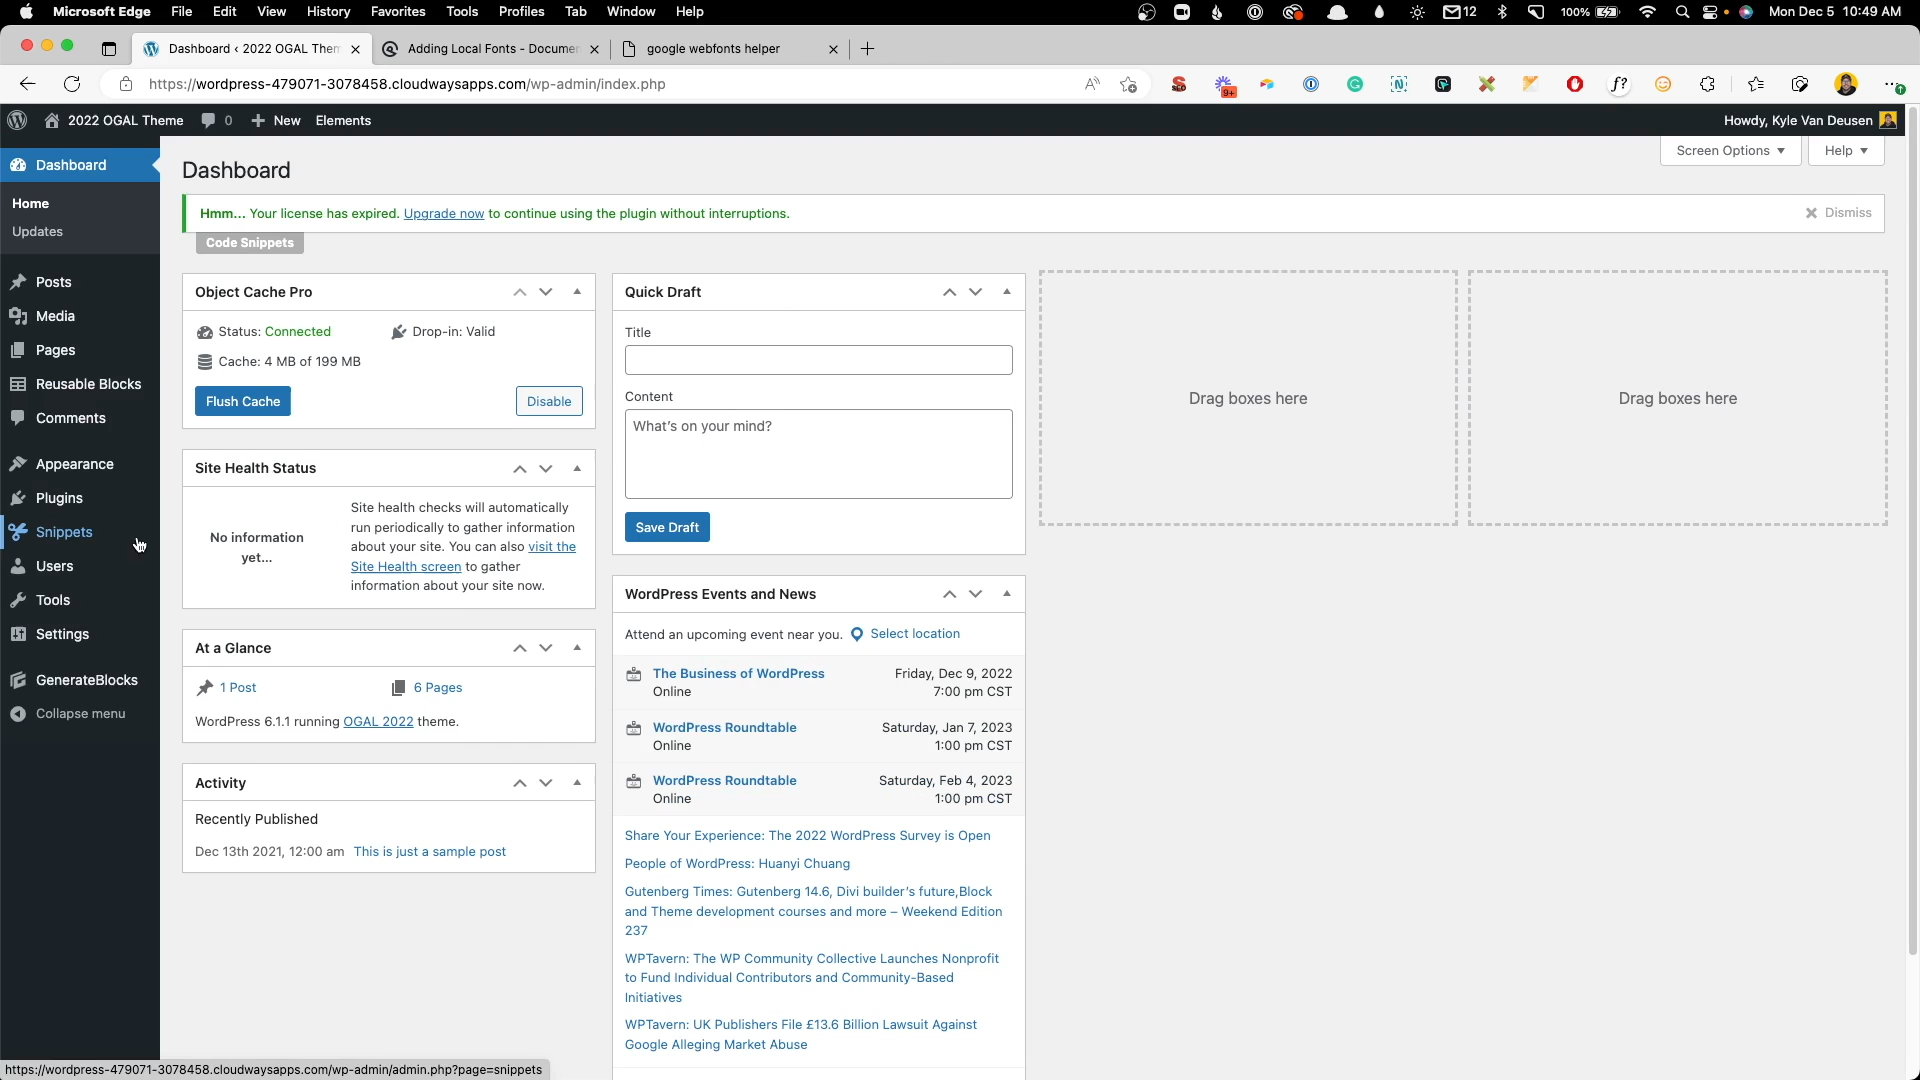 Microsoft Edge File Edit View History Favorites Tools Profiles Tab Window Help 12 100% Mon Dec 5 10:49 AM
Dashboard ‹ 2022 OGAL Them Adding Local Fonts - Documen google webfonts helper
https://wordpress-479071-3078458.cloudwaysapps.com/wp-admin/index.php
2022 OGAL Theme 0 New Elements Howdy, Kyle Van Deusen
Dashboard
Home
Updates
Posts
Media
Pages
Reusable Blocks
Comments
Appearance
Plugins
Snippets
Users
Tools
Settings
GenerateBlocks
Collapse menu
Screen Options Help
Dashboard
Hmm... Your license has expired. Upgrade now to continue using the plugin without interruptions. Dismiss
Code Snippets
Object Cache Pro
Status: Connected Drop-in: Valid
Cache: 4 MB of 199 MB
Flush Cache Disable
Site Health Status
No information
yet...
Site health checks will automatically
run periodically to gather information
about your site. You can also visit the
Site Health screen to gather
information about your site now.
At a Glance
1 Post 6 Pages
WordPress 6.1.1 running OGAL 2022 theme.
Activity
Recently Published
Dec 13th 2021, 12:00 am This is just a sample post
Quick Draft
Title
Content
What's on your mind?
Save Draft
WordPress Events and News
Attend an upcoming event near you. Select location
The Business of WordPress Friday, Dec 9, 2022
Online 7:00 pm CST
WordPress Roundtable Saturday, Jan 7, 2023
Online 1:00 pm CST
WordPress Roundtable Saturday, Feb 4, 2023
Online 1:00 pm CST
Share Your Experience: The 2022 WordPress Survey is Open
People of WordPress: Huanyi Chuang
Gutenberg Times: Gutenberg 14.6, Divi builder's future,Block
and Theme development courses and more – Weekend Edition
237
WPTavern: The WP Community Collective Launches Nonprofit
to Fund Individual Contributors and Community-Based
Initiatives
WPTavern: UK Publishers File £13.6 Billion Lawsuit Against
Google Alleging Market Abuse
Drag boxes here
Drag boxes here
https://wordpress-479071-3078458.cloudwaysapps.com/wp-admin/admin.php?page=snippets